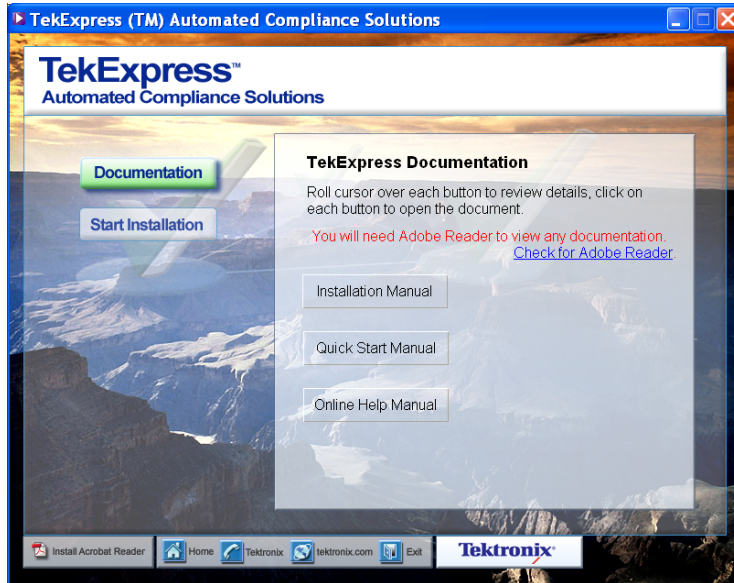 TekExpress (TM) Automated Compliance Solutions
TekExpress™
Automated Compliance Solutions
Documentation
Start Installation
TekExpress Documentation
Roll cursor over each button to review details, click on
each button to open the document.
You will need Adobe Reader to view any documentation.
Check for Adobe Reader.
Installation Manual
Quick Start Manual
Online Help Manual
Install Acrobat Reader
Home
Tektronix
tektronix.com
Exit
Tektronix